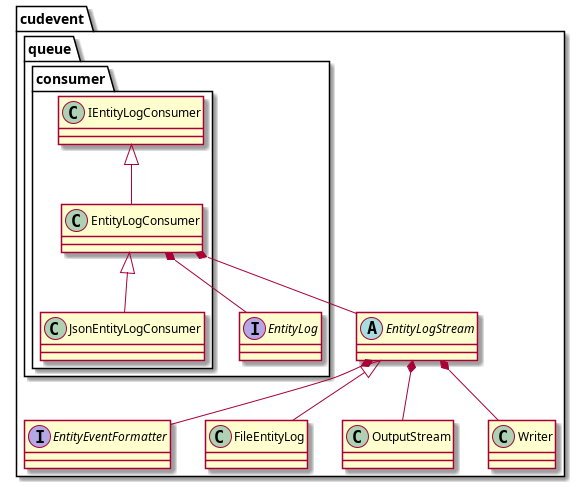 cudevent
queue
consumer
C IEntityLogConsumer
C EntityLogConsumer
C JsonEntityLogConsumer
I EntityLog
A EntityLogStream
I EntityEventFormatter
C FileEntityLog
C OutputStream
C Writer